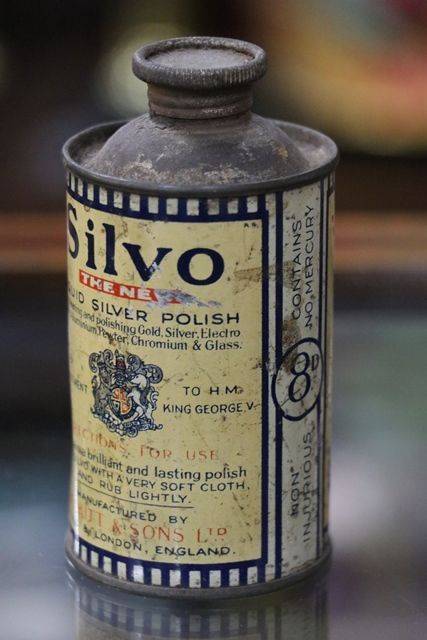 Silvo
THE NE
UID SILVER POLISH
ing and polishing Gold, Silver, Electro
Pewter, Chromium & Glass.
TO H.M.
KING GEORGE V.
FOR USE
brilliant and lasting polish
WITH A VERY SOFT CLOTH,
AND RUB LIGHTLY.
MANUFACTURED BY
& SONS LTD
LONDON, ENGLAND.
CONTAINS
NO MERCURY
8D
NON
INJURIOUS